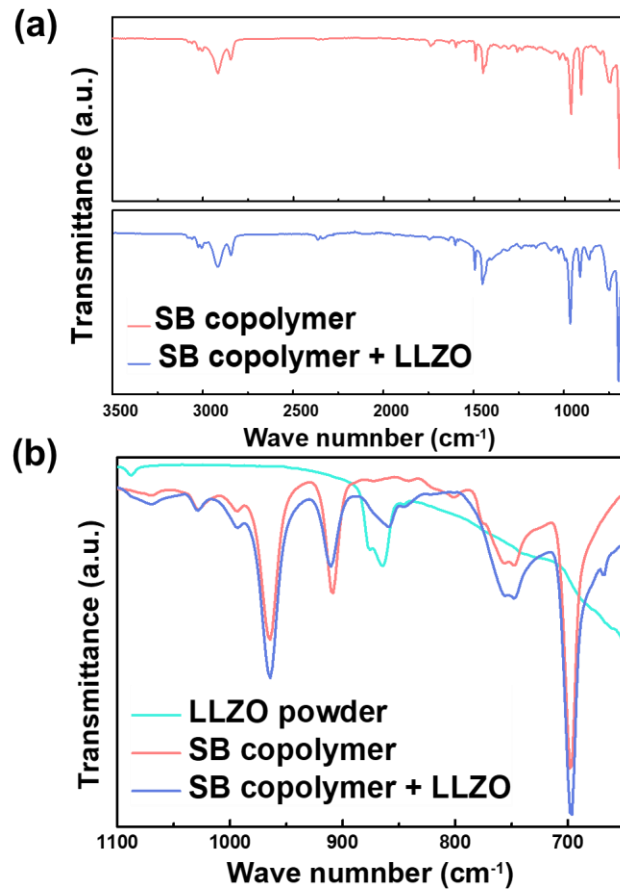 (a)
Transmittance (a.u.)
SB copolymer
SB copolymer + LLZO
3500 3000 2500 2000 1500 1000
Wave numnber (cm⁻¹)
(b)
Transmittance (a.u.)
LLZO powder
SB copolymer
SB copolymer + LLZO
1100 1000 900 800 700
Wave numnber (cm⁻¹)